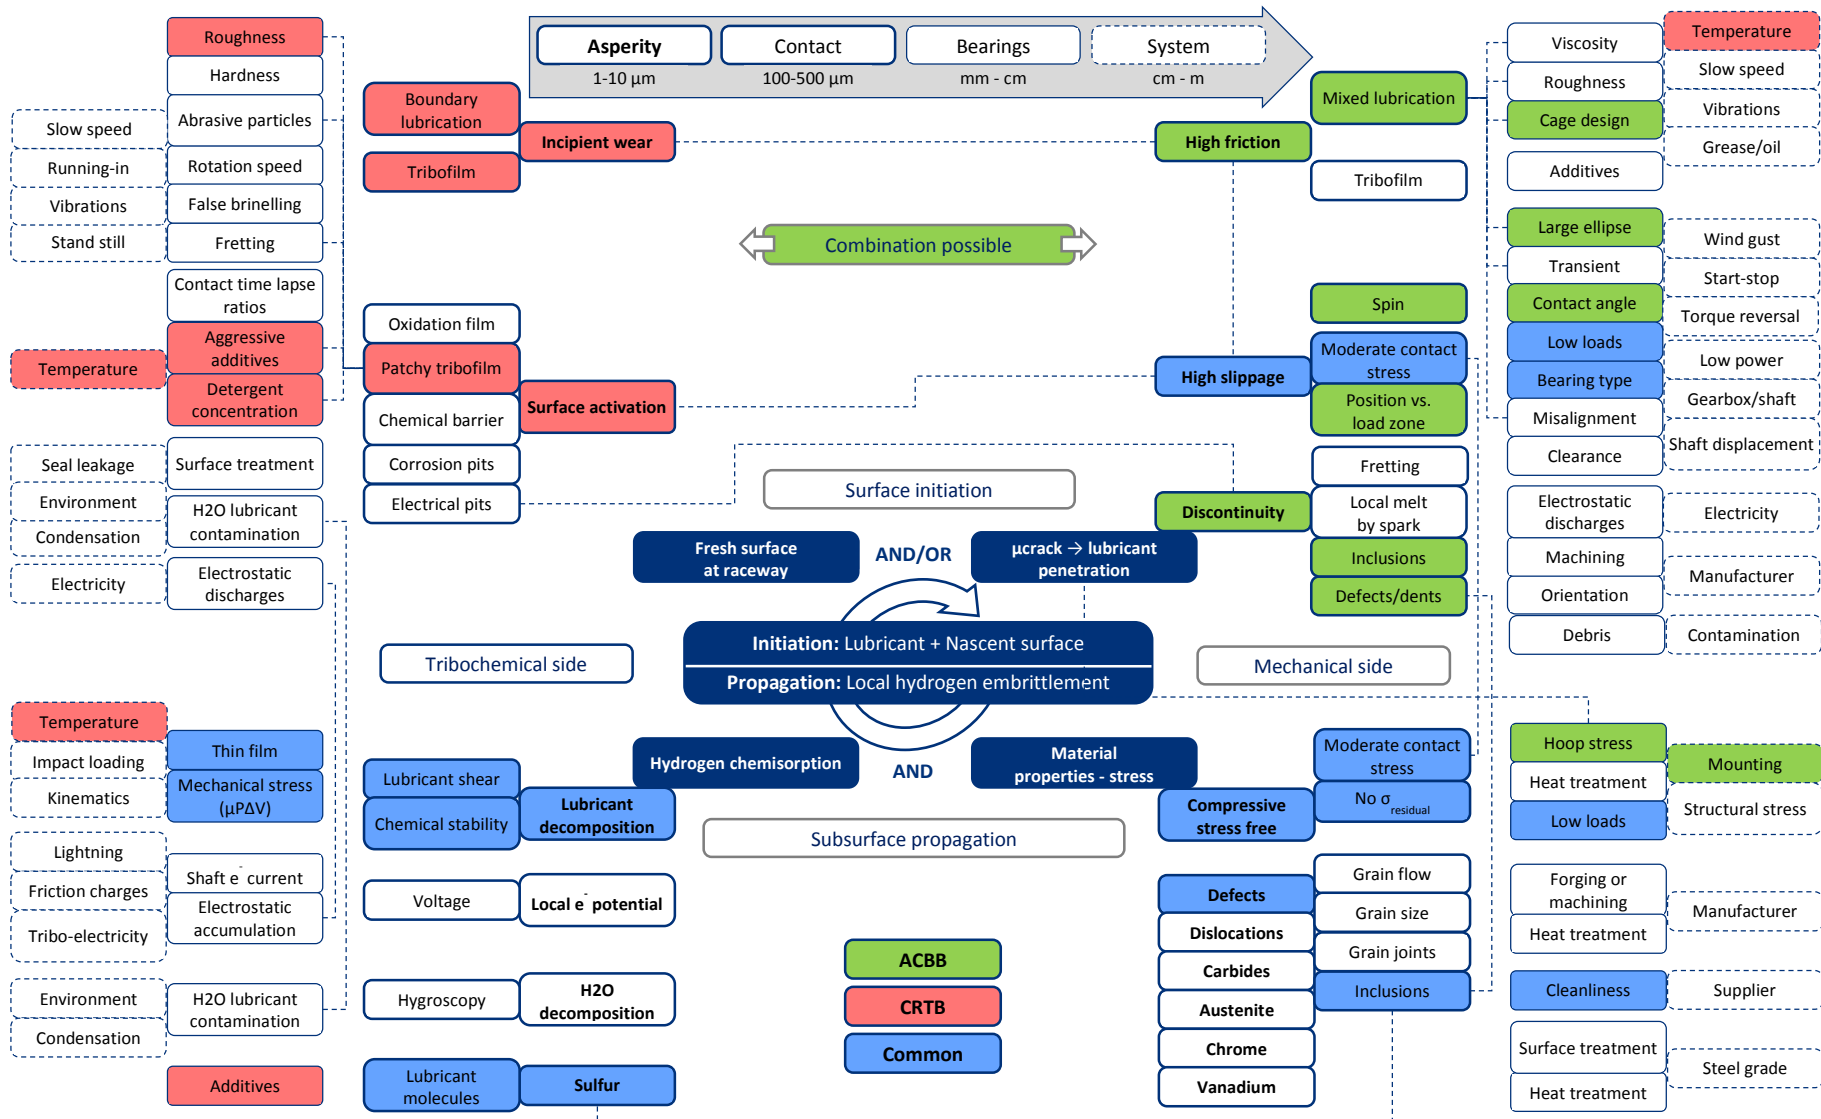 Asperity
Contact
Bearings
System
1-10 µm
100-500 µm
mm - cm
cm - m
Roughness
Hardness
Abrasive particles
Rotation speed
False brinelling
Fretting
Contact time lapse
ratios
Aggressive
additives
Detergent
concentration
Slow speed
Running-in
Vibrations
Stand still
Temperature
Boundary
lubrication
Tribofilm
Incipient wear
Oxidation film
Patchy tribofilm
Chemical barrier
Corrosion pits
Electrical pits
Surface activation
Seal leakage
Environment
Condensation
Electricity
Surface treatment
H2O lubricant
contamination
Electrostatic
discharges
Combination possible
High friction
Mixed lubrication
Tribofilm
High slippage
Spin
Moderate contact
stress
Position vs.
load zone
Discontinuity
Fretting
Local melt
by spark
Inclusions
Defects/dents
Viscosity
Roughness
Cage design
Additives
Large ellipse
Transient
Contact angle
Low loads
Bearing type
Misalignment
Clearance
Electrostatic
discharges
Machining
Orientation
Debris
Temperature
Slow speed
Vibrations
Grease/oil
Wind gust
Start-stop
Torque reversal
Low power
Gearbox/shaft
Shaft displacement
Electricity
Manufacturer
Contamination
Surface initiation
Fresh surface
at raceway
AND/OR
µcrack → lubricant
penetration
Tribochemical side
Initiation: Lubricant + Nascent surface
Propagation: Local hydrogen embrittlement
Mechanical side
Hydrogen chemisorption
AND
Material
properties - stress
Subsurface propagation
Temperature
Impact loading
Kinematics
Thin film
Mechanical stress
(µPΔV)
Lubricant shear
Chemical stability
Lubricant
decomposition
Lightning
Friction charges
Tribo-electricity
Shaft e⁻ current
Electrostatic
accumulation
Voltage
Local e⁻ potential
Environment
Condensation
H2O lubricant
contamination
Hygroscopy
H2O
decomposition
Additives
Lubricant
molecules
Sulfur
ACBB
CRTB
Common
Compressive
stress free
Moderate contact
stress
No σresidual
Hoop stress
Heat treatment
Low loads
Mounting
Structural stress
Defects
Dislocations
Carbides
Austenite
Chrome
Vanadium
Grain flow
Grain size
Grain joints
Inclusions
Forging or
machining
Heat treatment
Manufacturer
Cleanliness
Supplier
Surface treatment
Heat treatment
Steel grade